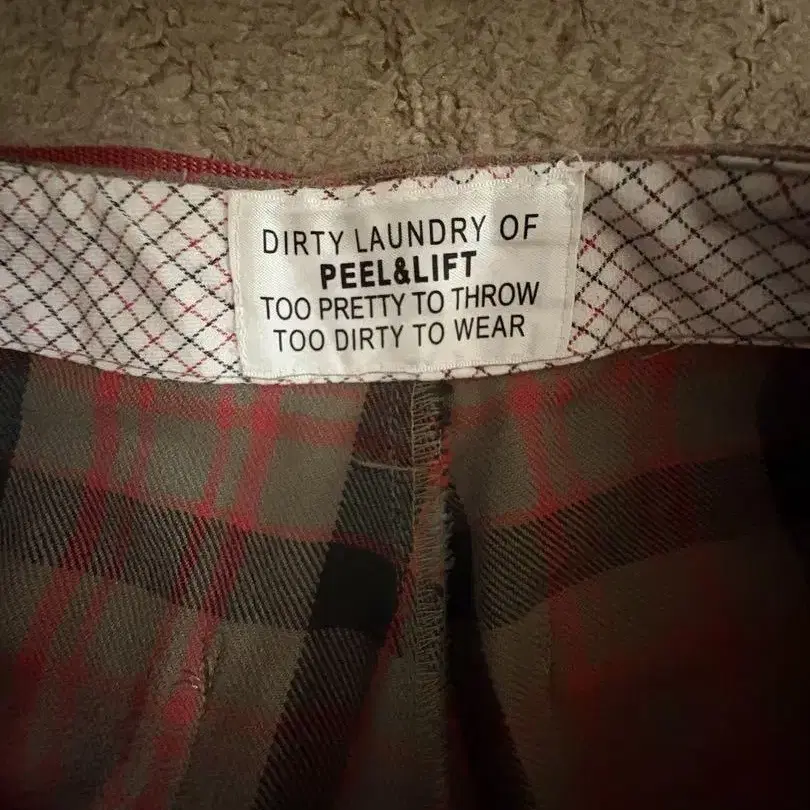 DIRTY LAUNDRY OF
PEEL&LIFT
TOO PRETTY TO THROW
TOO DIRTY TO WEAR